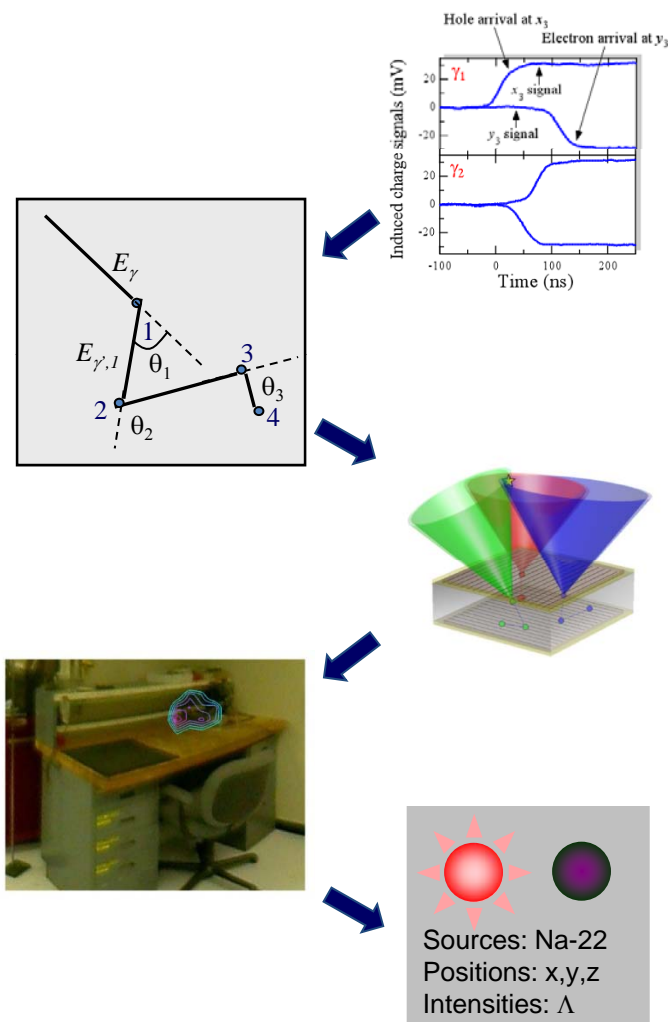 Hole arrival at x₃
Electron arrival at y₃
γ₁
x₃ signal
y₃ signal
γ₂
Induced charge signals (mV)
20
0
-20
20
0
-20
-100 0 100 200
Time (ns)
Eγ
1
Eγ',1
θ₁
3
2
θ₂
θ₃
4
Sources: Na-22
Positions: x,y,z
Intensities: Λ